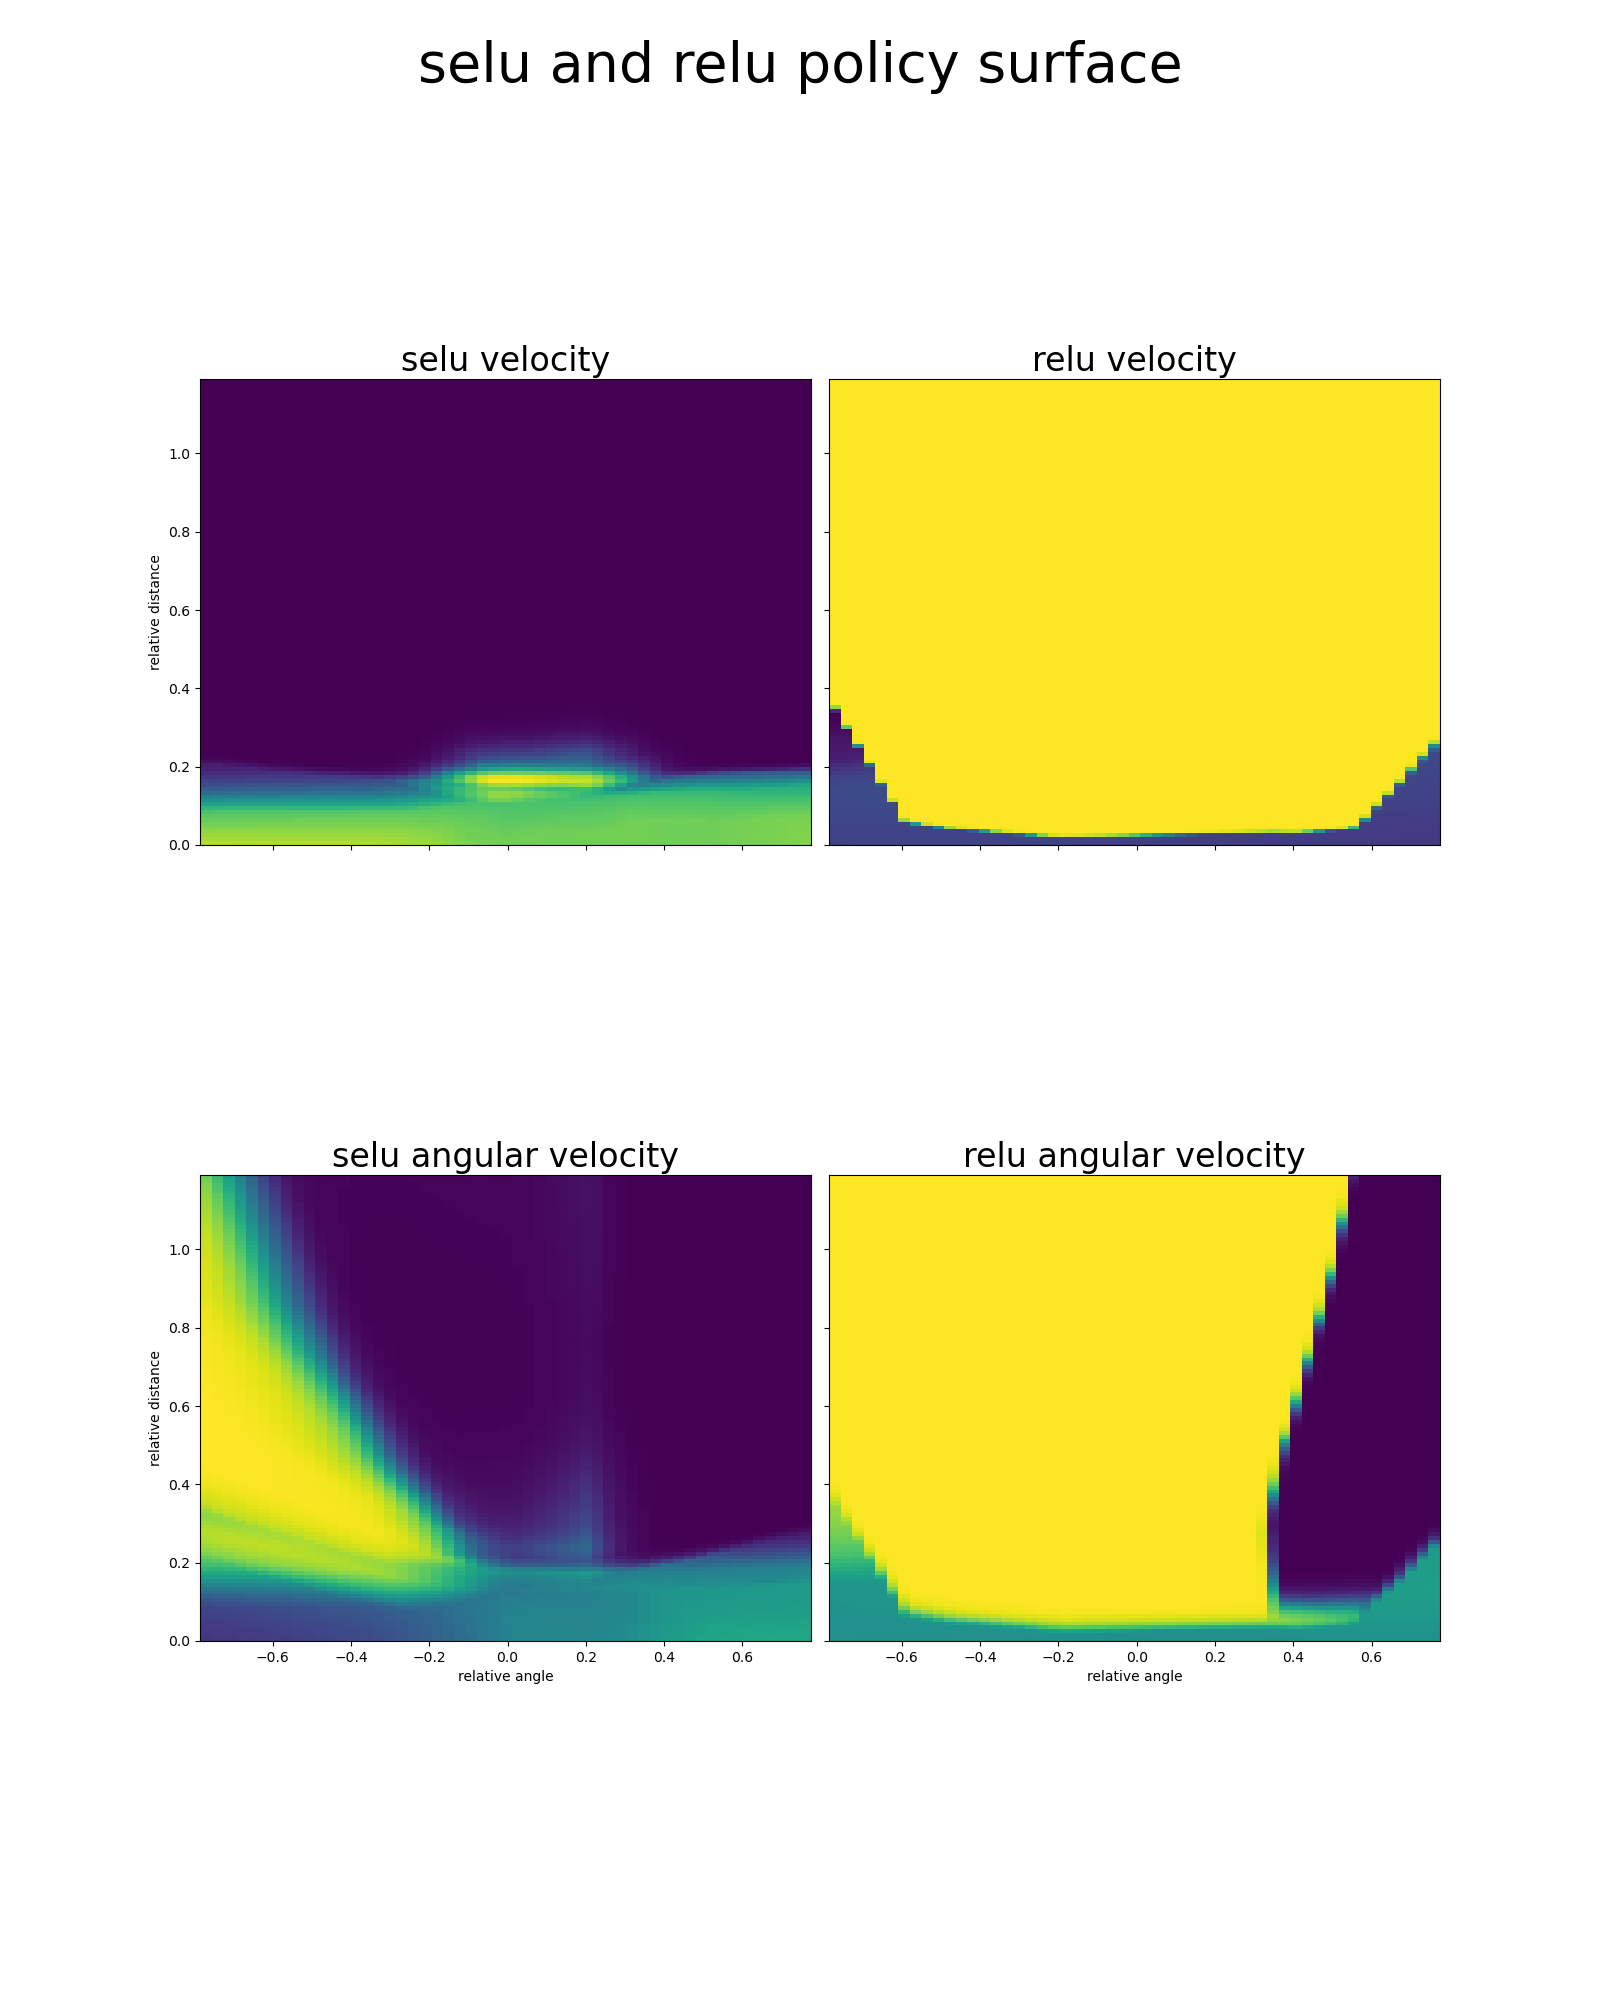 selu and relu policy surface
selu velocity
relu velocity
1.0
0.8
0.6
0.4
0.2
0.0
relative distance
selu angular velocity
relu angular velocity
1.0
0.8
0.6
0.4
0.2
0.0
relative distance
−0.6 −0.4 −0.2 0.0 0.2 0.4 0.6
−0.6 −0.4 −0.2 0.0 0.2 0.4 0.6
relative angle
relative angle